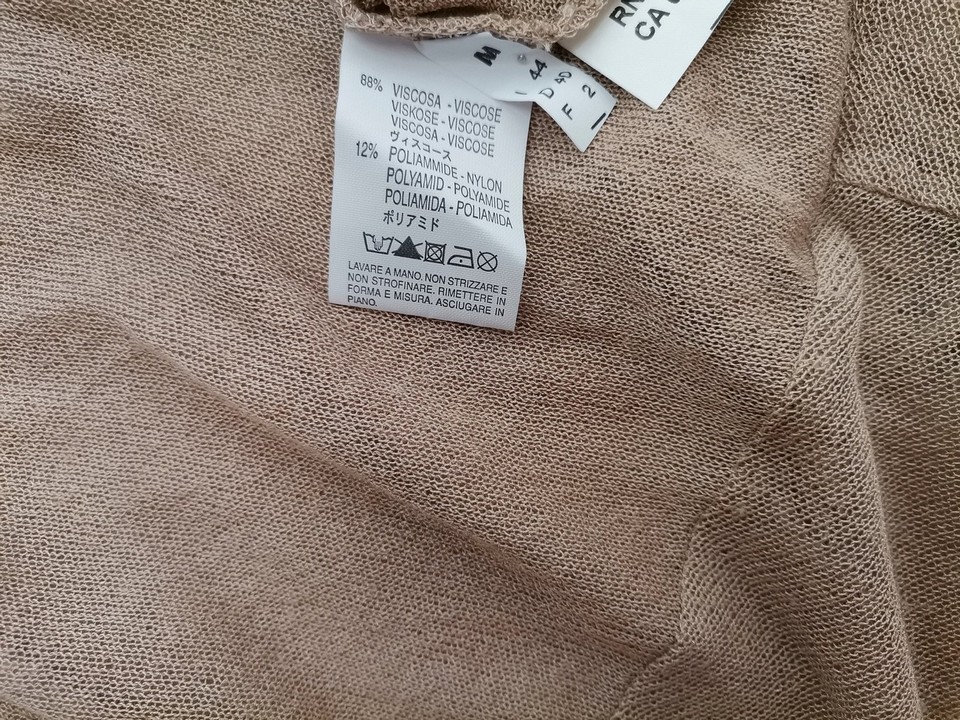 RN
CA
M
I 44
D 40
F 2
88% VISCOSA - VISCOSE
VISKOSE - VISCOSE
VISCOSA - VISCOSE
ヴィスコース
12% POLIAMMIDE - NYLON
POLYAMID - POLYAMIDE
POLIAMIDA - POLIAMIDA
ポリアミド
LAVARE A MANO. NON STRIZZARE E
NON STROFINARE. RIMETTERE IN
FORMA E MISURA. ASCIUGARE IN
PIANO.